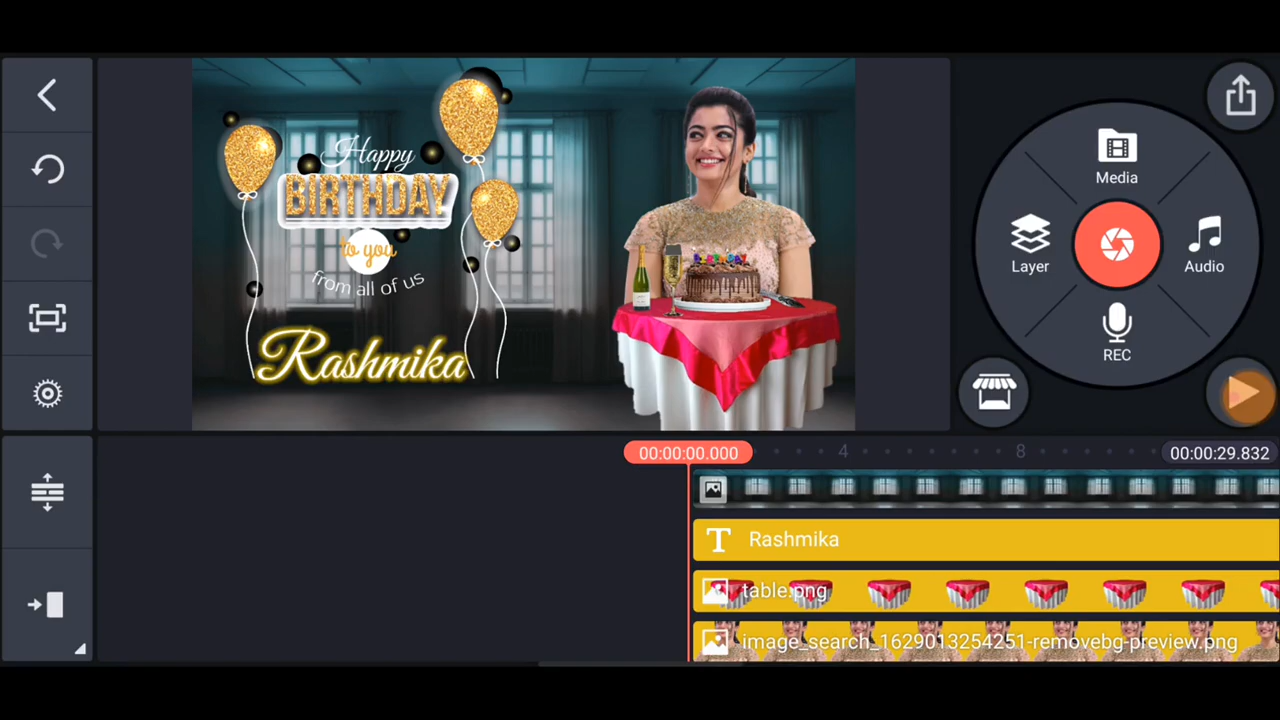 Happy
BIRTHDAY
to you
from all of us
Rashmika
BIRTHDAY
Media
Layer
Audio
REC
00:00:00.000
4
8
00:00:29.832
T Rashmika
table.png
image_search_1629013254251-removebg-preview.png